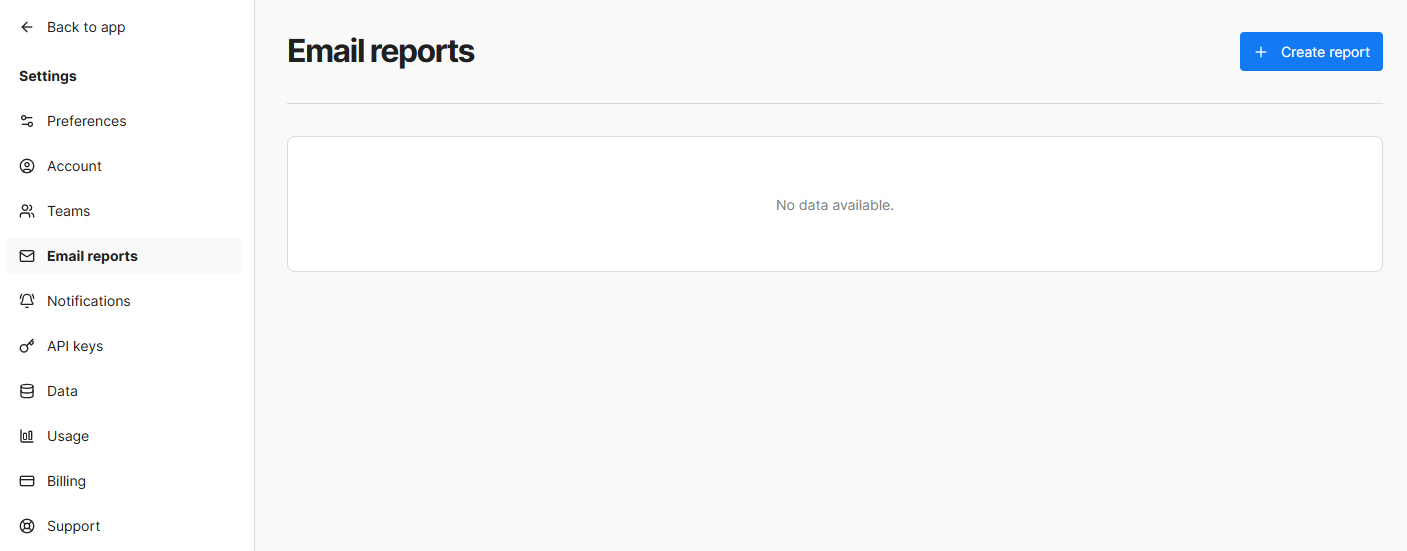 Back to app
Settings
Preferences
Account
Teams
Email reports
Notifications
API keys
Data
Usage
Billing
Support
Email reports
Create report
No data available.